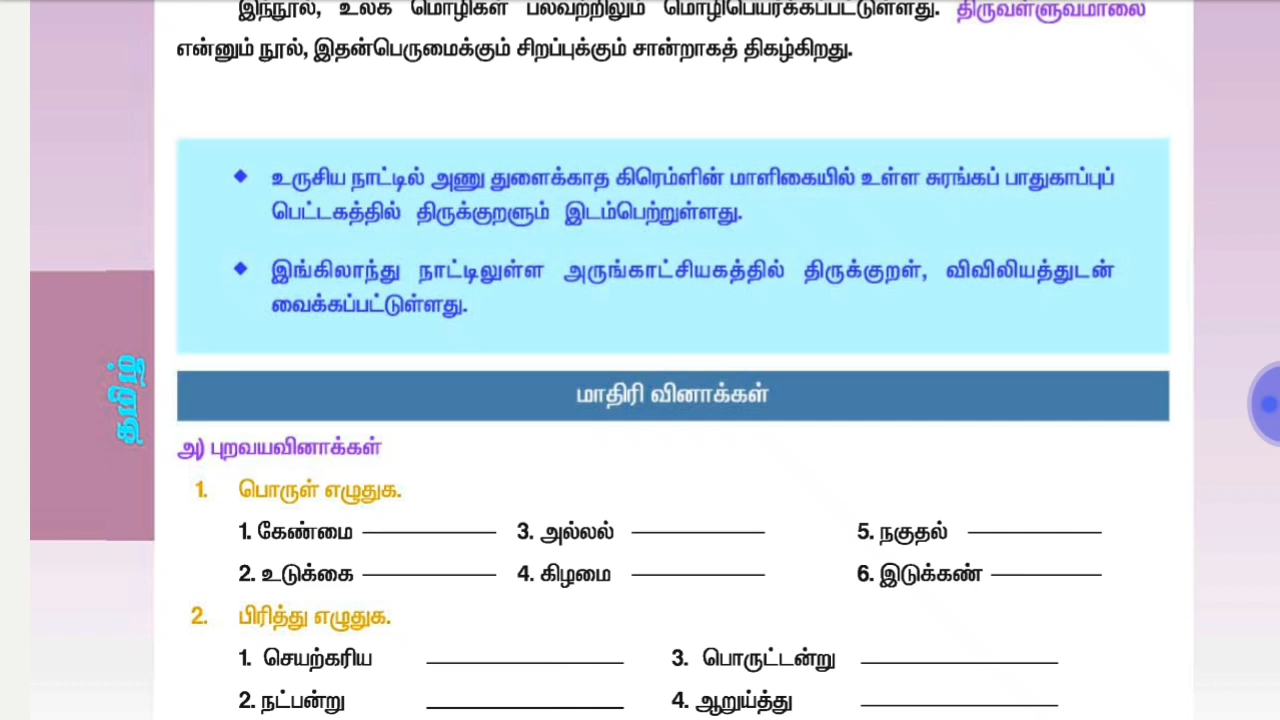 இந்நூல், உலக மொழிகள் பலவற்றிலும் மொழிபெயர்க்கப்பட்டுள்ளது. திருவள்ளுவமாலை
என்னும் நூல், இதன்பெருமைக்கும் சிறப்புக்கும் சான்றாகத் திகழ்கிறது.
◆ உருசிய நாட்டில் அணு துளைக்காத கிரெம்ளின் மாளிகையில் உள்ள சுரங்கப் பாதுகாப்புப்
பெட்டகத்தில் திருக்குறளும் இடம்பெற்றுள்ளது.
◆ இங்கிலாந்து நாட்டிலுள்ள அருங்காட்சியகத்தில் திருக்குறள், விவிலியத்துடன்
வைக்கப்பட்டுள்ளது.
தமிழ்
மாதிரி வினாக்கள்
அ) புறவயவினாக்கள்
1. பொருள் எழுதுக.
1. கேண்மை 3. அல்லல் 5. நகுதல்
2. உடுக்கை 4. கிழமை 6. இடுக்கண்
2. பிரித்து எழுதுக.
1. செயற்கரிய 3. பொருட்டன்று
2. நட்பன்று 4. ஆறுய்த்து